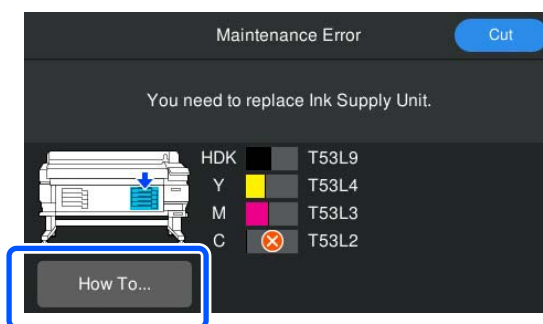 Maintenance Error
Cut
You need to replace Ink Supply Unit.
HDK T53L9
Y T53L4
M T53L3
C T53L2
How To...